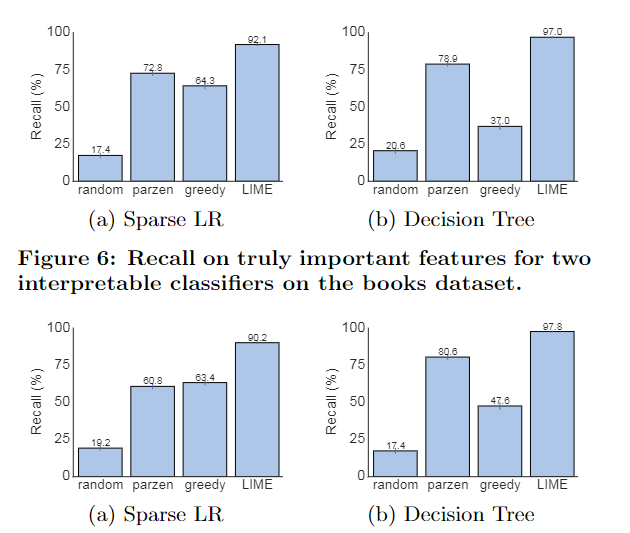 100
75
50
25
0
Recall (%)
17.4
72.8
64.3
92.1
random parzen greedy LIME
(a) Sparse LR
100
75
50
25
0
Recall (%)
20.6
78.9
37.0
97.0
random parzen greedy LIME
(b) Decision Tree
Figure 6: Recall on truly important features for two
interpretable classifiers on the books dataset.
100
75
50
25
0
Recall (%)
19.2
60.8
63.4
90.2
random parzen greedy LIME
(a) Sparse LR
100
75
50
25
0
Recall (%)
17.4
80.6
47.6
97.8
random parzen greedy LIME
(b) Decision Tree